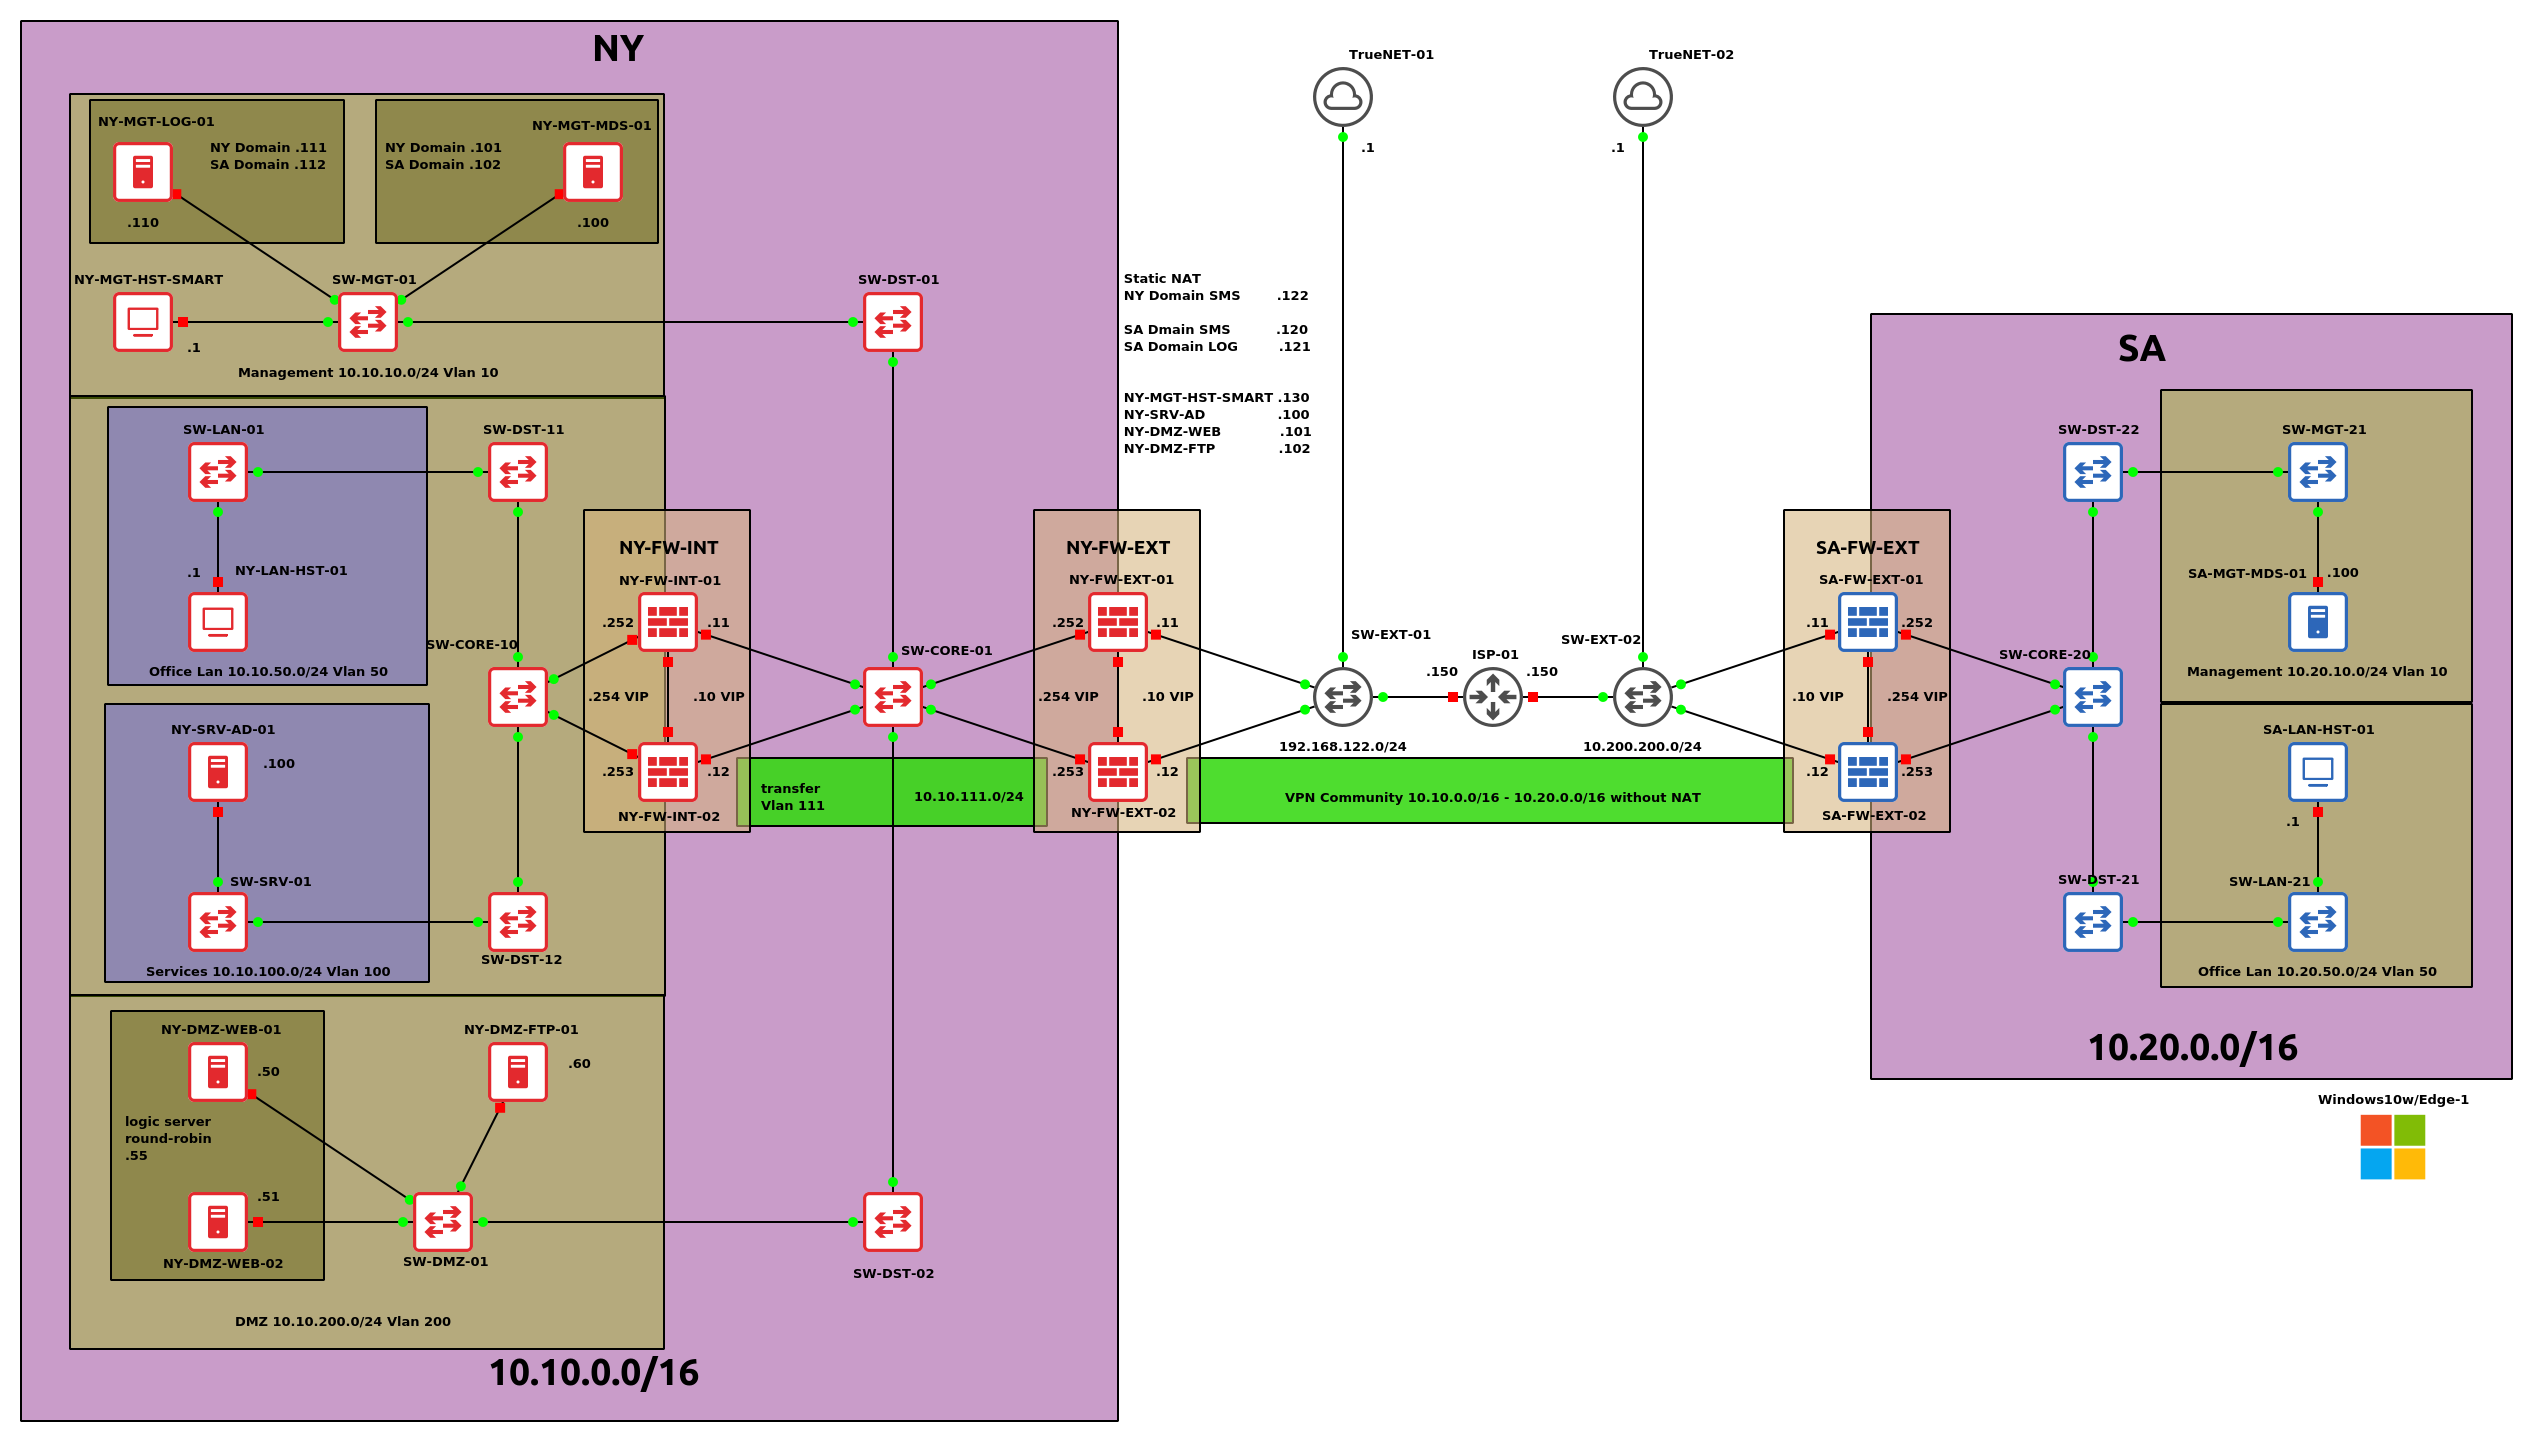 NY
NY-MGT-LOG-01
NY Domain .111
SA Domain .112
.110
NY-MGT-MDS-01
NY Domain .101
SA Domain .102
.100
NY-MGT-HST-SMART
.1
SW-MGT-01
Management 10.10.10.0/24 Vlan 10
SW-DST-01
SW-LAN-01
SW-DST-11
.1
NY-LAN-HST-01
Office Lan 10.10.50.0/24 Vlan 50
SW-CORE-10
NY-SRV-AD-01
.100
SW-SRV-01
Services 10.10.100.0/24 Vlan 100
SW-DST-12
NY-FW-INT
NY-FW-INT-01
.252
.11
.254 VIP
.10 VIP
.253
.12
NY-FW-INT-02
SW-CORE-01
transfer
Vlan 111
10.10.111.0/24
NY-FW-EXT
NY-FW-EXT-01
.252
.11
.254 VIP
.10 VIP
.253
.12
NY-FW-EXT-02
NY-DMZ-WEB-01
.50
logic server
round-robin
.55
.51
NY-DMZ-WEB-02
NY-DMZ-FTP-01
.60
SW-DMZ-01
SW-DST-02
DMZ 10.10.200.0/24 Vlan 200
10.10.0.0/16
Static NAT
NY Domain SMS .122
SA Dmain SMS .120
SA Domain LOG .121
NY-MGT-HST-SMART .130
NY-SRV-AD .100
NY-DMZ-WEB .101
NY-DMZ-FTP .102
TrueNET-01
.1
TrueNET-02
.1
SW-EXT-01
.150
ISP-01
.150
SW-EXT-02
192.168.122.0/24
10.200.200.0/24
VPN Community 10.10.0.0/16 - 10.20.0.0/16 without NAT
SA-FW-EXT
SA-FW-EXT-01
.11
.252
.10 VIP
.254 VIP
.12
.253
SA-FW-EXT-02
SA
SW-DST-22
SW-MGT-21
SA-MGT-MDS-01
.100
Management 10.20.10.0/24 Vlan 10
SW-CORE-20
SA-LAN-HST-01
.1
SW-DST-21
SW-LAN-21
Office Lan 10.20.50.0/24 Vlan 50
10.20.0.0/16
Windows10w/Edge-1